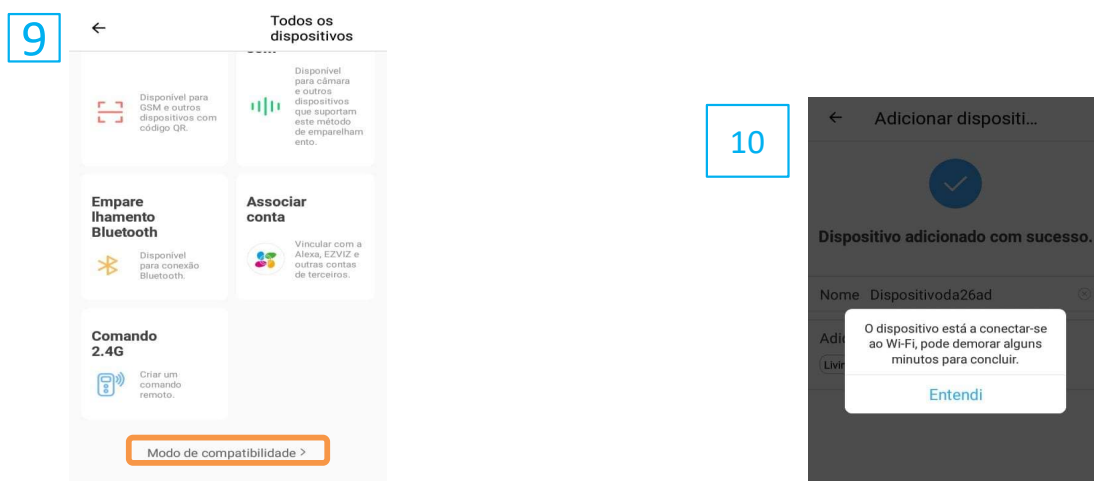 9
Todos os
dispositivos
Disponível para
GSM e outros
dispositivos com
código QR.
Disponível
para câmara
e outros
dispositivos
que suportam
este método
de emparelham
ento.
Empare
lhamento
Bluetooth
Disponível
para conexão
Bluetooth.
Associar
conta
Vincular com a
Alexa, EZVIZ e
outras contas
de terceiros.
Comando
2.4G
Criar um
comando
remoto.
Modo de compatibilidade >
10
Adicionar dispositi...
Dispositivo adicionado com sucesso.
Nome Dispositivoda26ad
Adi
Livin
O dispositivo está a conectar-se
ao Wi-Fi, pode demorar alguns
minutos para concluir.
Entendi